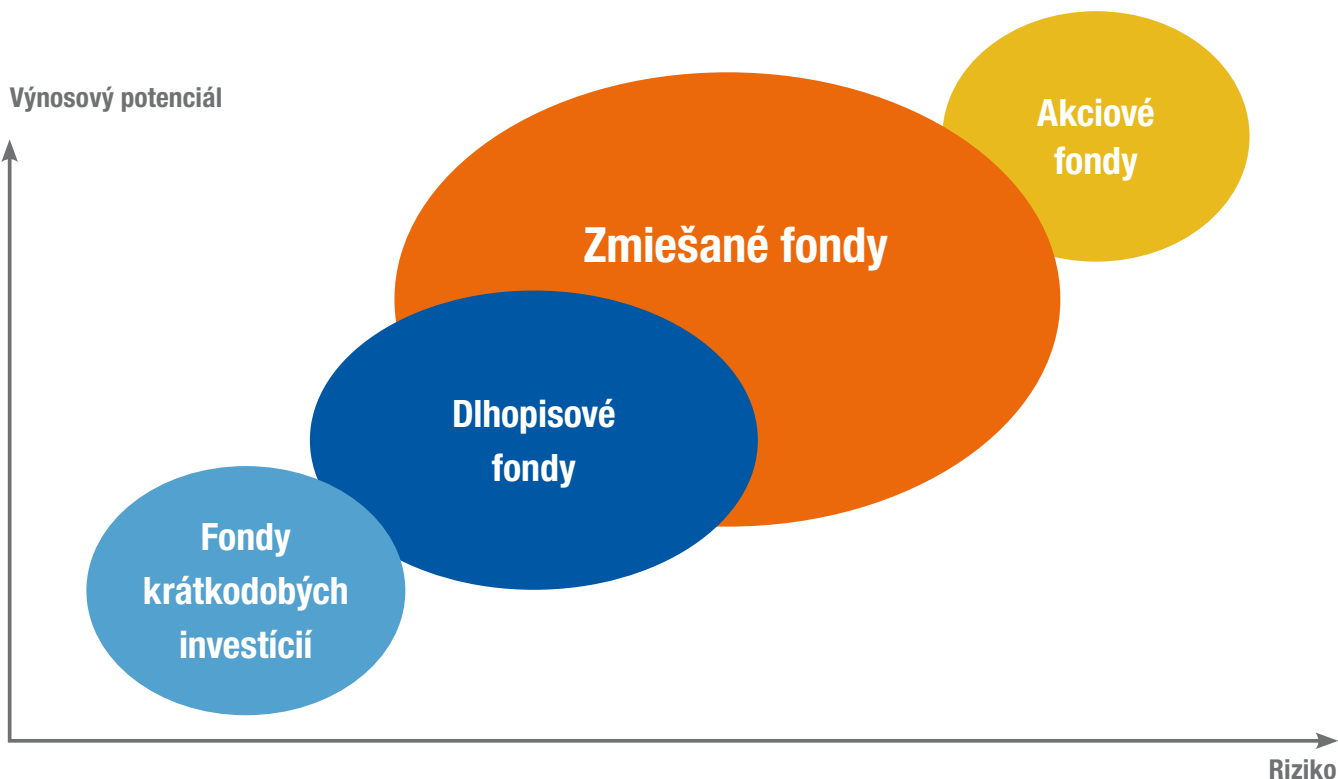 Výnosový potenciál
Akciové
fondy
Zmiešané fondy
Dlhopisové
fondy
Fondy
krátkodobých
investícií
Riziko